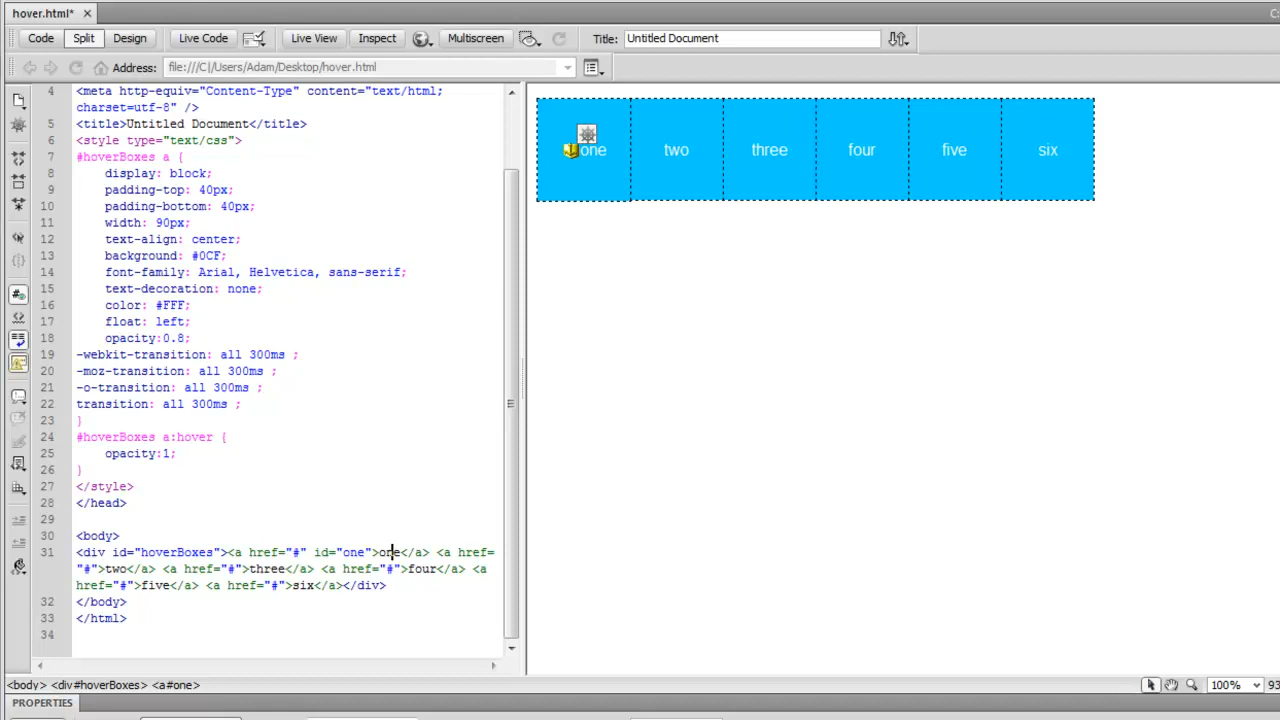 hover.html*
C:
Code Split Design Live Code Live View Inspect Multiscreen Title: Untitled Document
Address: file:///C|/Users/Adam/Desktop/hover.html
4 <meta http-equiv="Content-Type" content="text/html;
charset=utf-8" />
5 <title>Untitled Document</title>
6 <style type="text/css">
7 #hoverBoxes a {
8 display: block;
9 padding-top: 40px;
10 padding-bottom: 40px;
11 width: 90px;
12 text-align: center;
13 background: #0CF;
14 font-family: Arial, Helvetica, sans-serif;
15 text-decoration: none;
16 color: #FFF;
17 float: left;
18 opacity:0.8;
19 -webkit-transition: all 300ms ;
20 -moz-transition: all 300ms ;
21 -o-transition: all 300ms ;
22 transition: all 300ms ;
23 }
24 #hoverBoxes a:hover {
25 opacity:1;
26 }
27 </style>
28 </head>
29
30 <body>
31 <div id="hoverBoxes"><a href="#" id="one">one</a> <a href=
"#">two</a> <a href="#">three</a> <a href="#">four</a> <a
href="#">five</a> <a href="#">six</a></div>
32 </body>
33 </html>
34
one two three four five six
<body> <div#hoverBoxes> <a#one>
100% 93
PROPERTIES